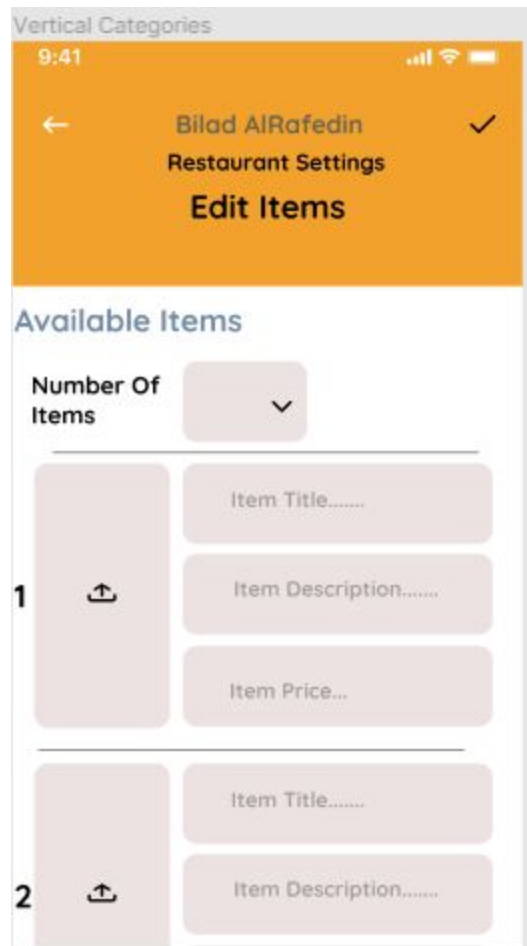 Vertical Categories
9:41
Bilad AlRafedin
Restaurant Settings
Edit Items
Available Items
Number Of
Items
1
Item Title.......
Item Description.......
Item Price...
2
Item Title.......
Item Description.......